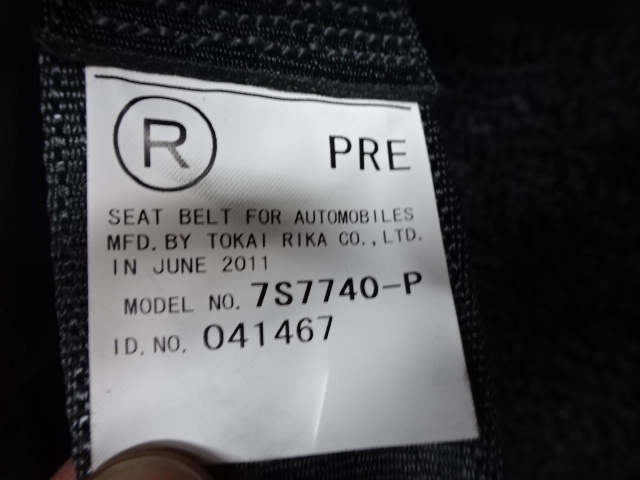 R PRE
SEAT BELT FOR AUTOMOBILES
MFD. BY TOKAI RIKA CO., LTD.
IN JUNE 2011
MODEL NO. 7S7740-P
ID. NO. 041467